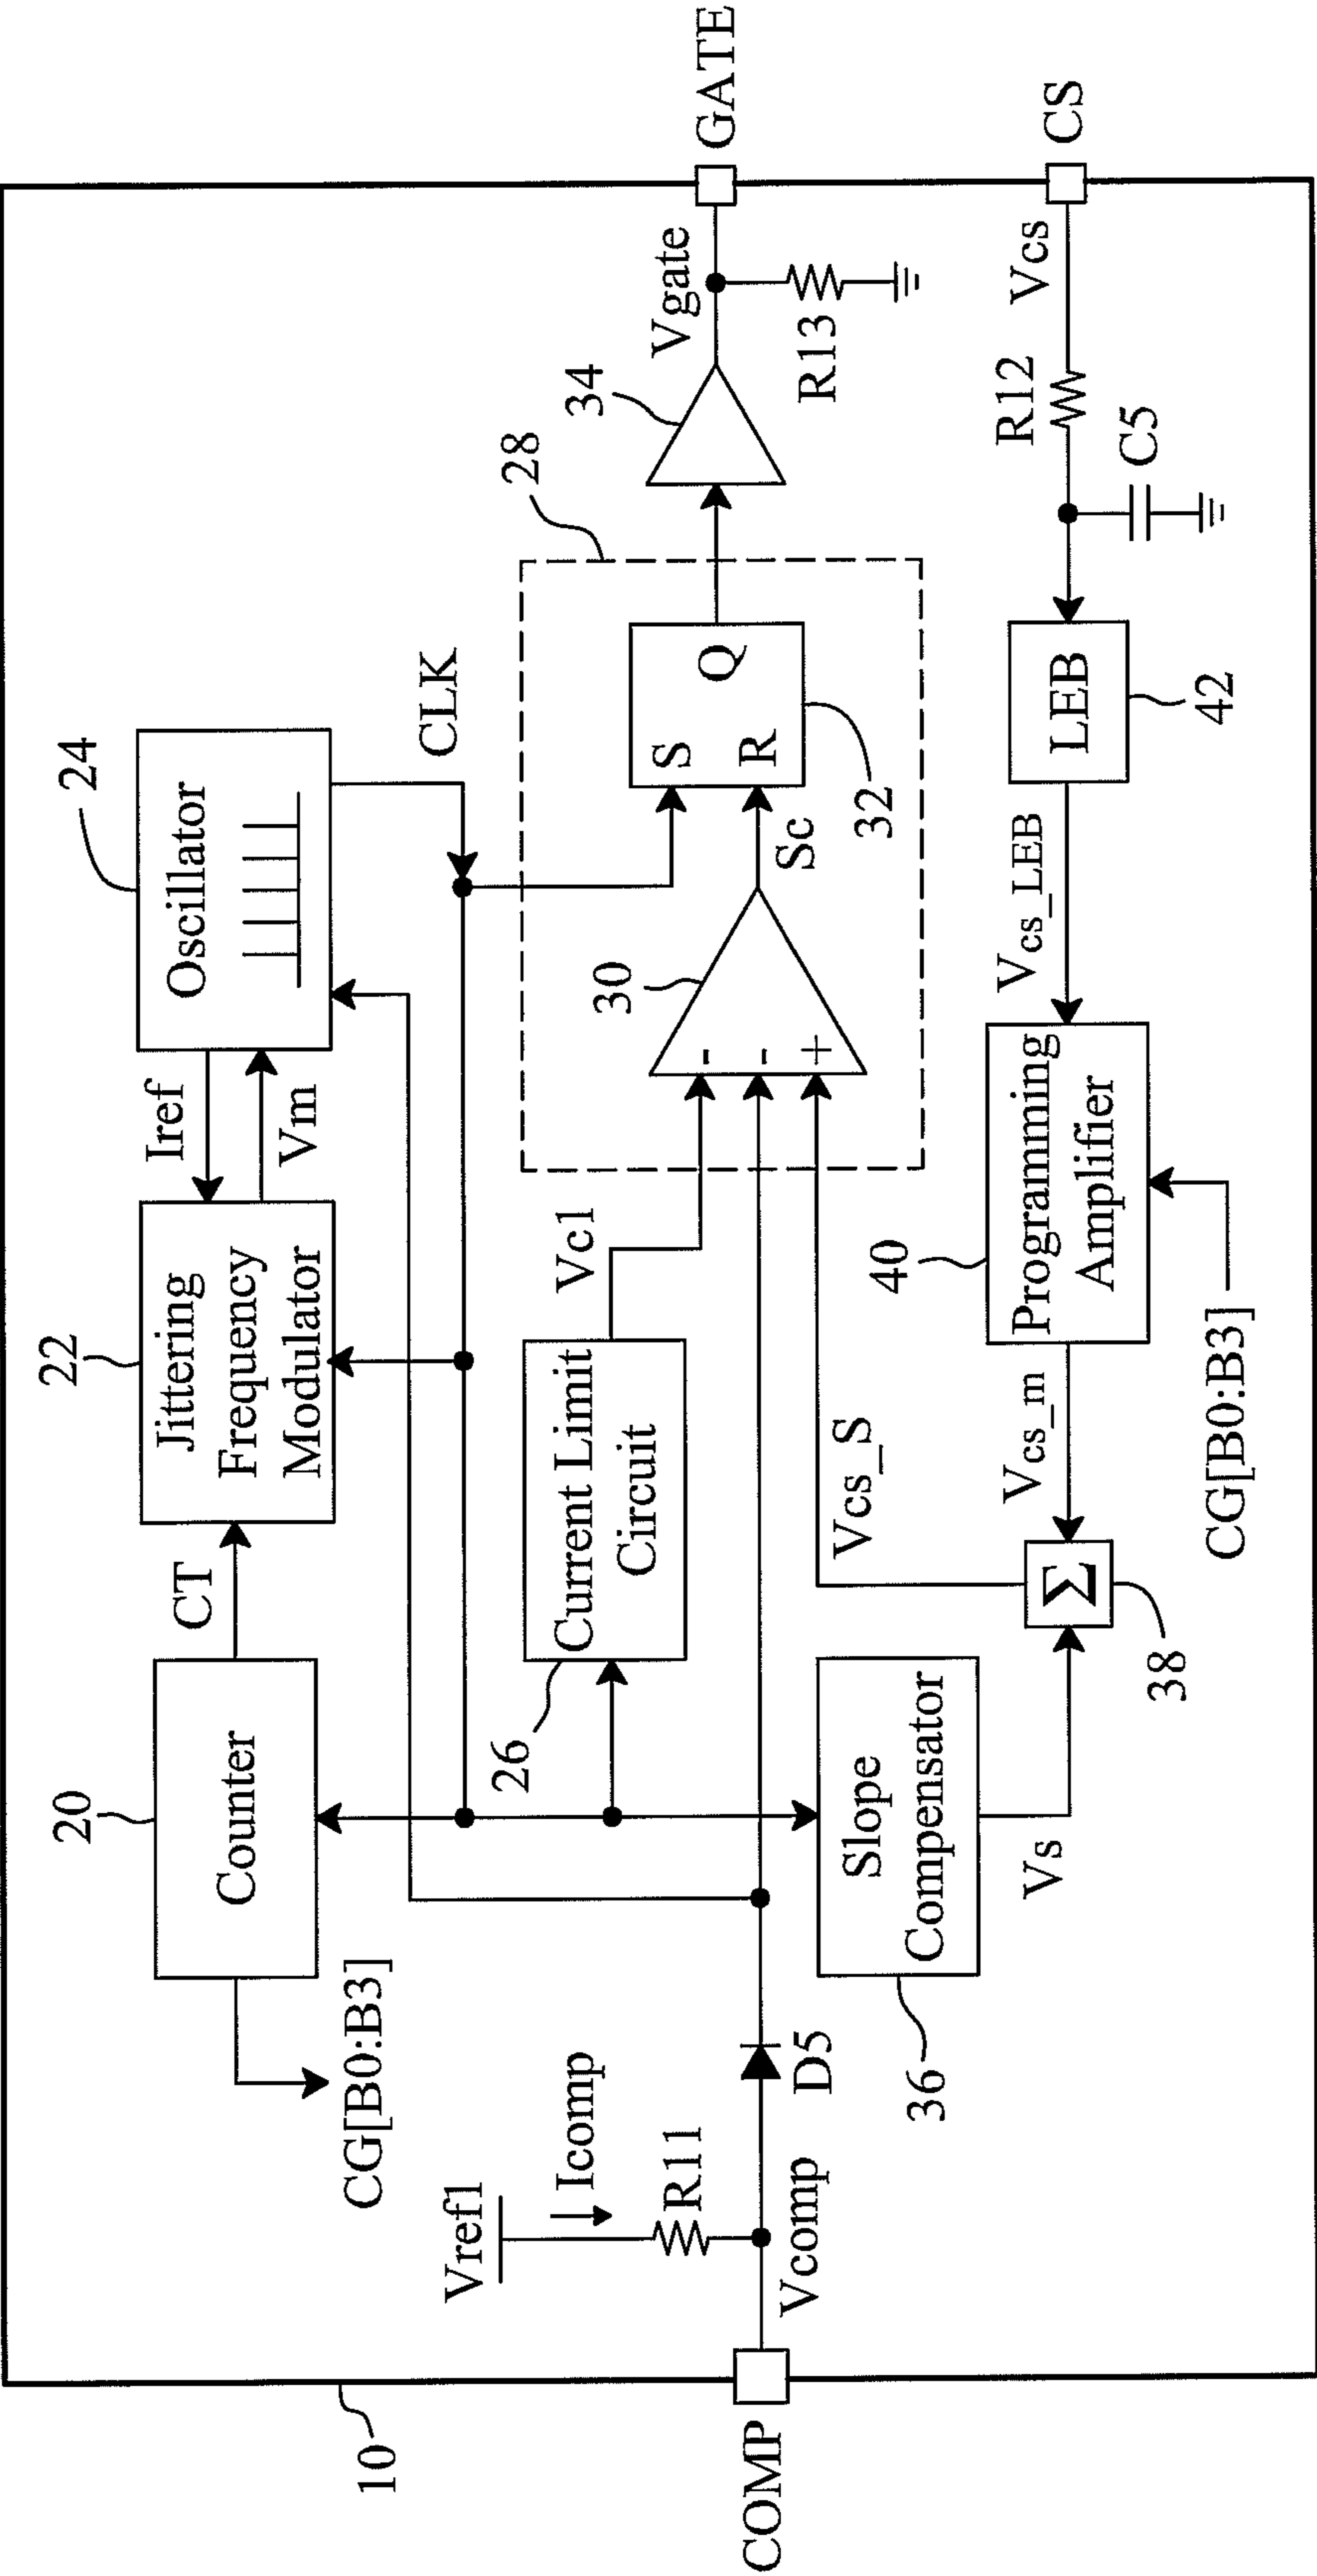 20
Counter
CT
22
Jittering
Frequency
Modulator
Iref
Vm
24
Oscillator
CLK
CG[B0:B3]
Vref1
Icomp
R11
26
Current Limit
Circuit
Vc1
28
30
-
-
+
Sc
S
R
Q
32
34
Vgate
GATE
R13
10
COMP
Vcomp
D5
36
Slope
Compensator
Vs
Vcs_S
Σ
38
Vcs_m
40
Programming
Amplifier
CG[B0:B3]
Vcs_LEB
LEB
42
R12
C5
Vcs
CS